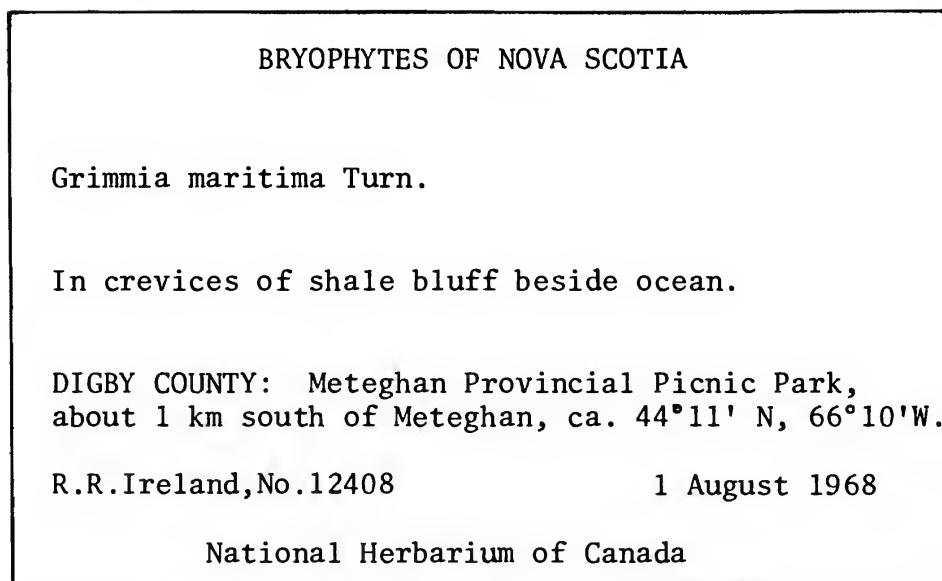 BRYOPHYTES OF NOVA SCOTIA
Grimmia maritima Turn.
In crevices of shale bluff beside ocean.
DIGBY COUNTY: Meteghan Provincial Picnic Park,
about 1 km south of Meteghan, ca. 44°11' N, 66°10'W.
R.R.Ireland,No.12408 1 August 1968
National Herbarium of Canada